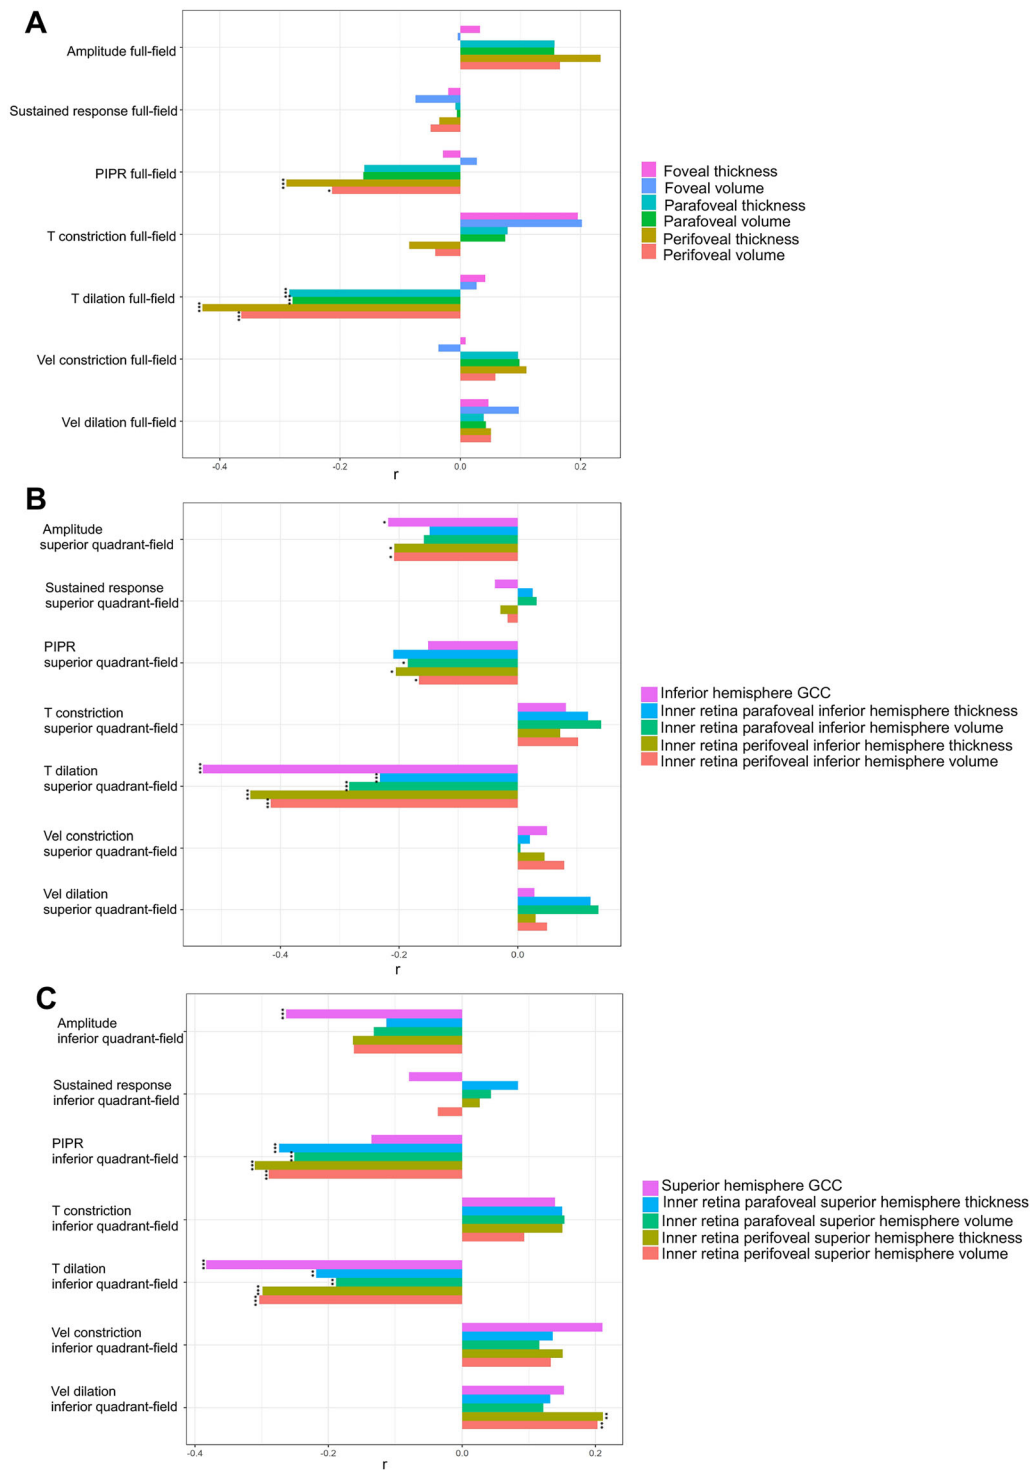 A
Amplitude full-field
Sustained response full-field
PIPR full-field
T constriction full-field
T dilation full-field
Vel constriction full-field
Vel dilation full-field
-0.4 -0.2 0.0 0.2
r
Foveal thickness
Foveal volume
Parafoveal thickness
Parafoveal volume
Perifoveal thickness
Perifoveal volume
B
Amplitude
superior quadrant-field
Sustained response
superior quadrant-field
PIPR
superior quadrant-field
T constriction
superior quadrant-field
T dilation
superior quadrant-field
Vel constriction
superior quadrant-field
Vel dilation
superior quadrant-field
-0.4 -0.2 0.0
r
Inferior hemisphere GCC
Inner retina parafoveal inferior hemisphere thickness
Inner retina parafoveal inferior hemisphere volume
Inner retina perifoveal inferior hemisphere thickness
Inner retina perifoveal inferior hemisphere volume
C
Amplitude
inferior quadrant-field
Sustained response
inferior quadrant-field
PIPR
inferior quadrant-field
T constriction
inferior quadrant-field
T dilation
inferior quadrant-field
Vel constriction
inferior quadrant-field
Vel dilation
inferior quadrant-field
-0.4 -0.2 0.0 0.2
r
Superior hemisphere GCC
Inner retina parafoveal superior hemisphere thickness
Inner retina parafoveal superior hemisphere volume
Inner retina perifoveal superior hemisphere thickness
Inner retina perifoveal superior hemisphere volume